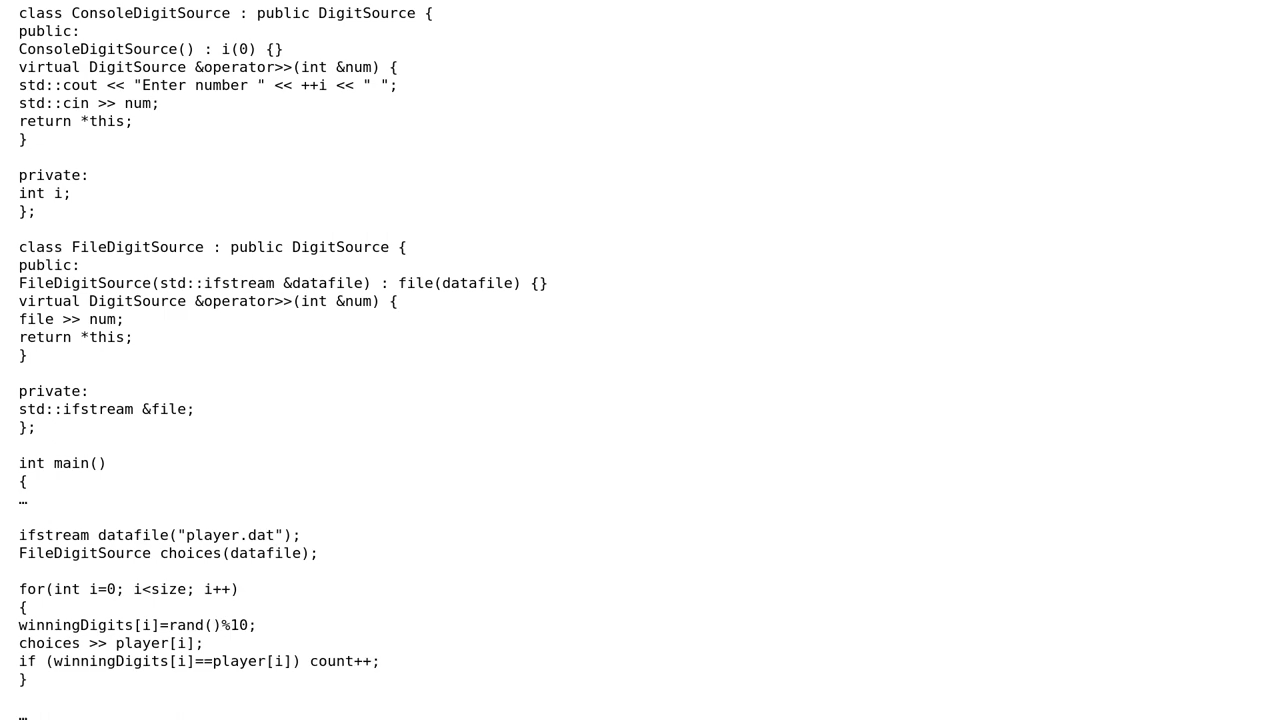 class ConsoleDigitSource : public DigitSource {
public:
ConsoleDigitSource() : i(0) {}
virtual DigitSource &operator>>(int &num) {
std::cout << "Enter number " << ++i << " ";
std::cin >> num;
return *this;
}

private:
int i;
};

class FileDigitSource : public DigitSource {
public:
FileDigitSource(std::ifstream &datafile) : file(datafile) {}
virtual DigitSource &operator>>(int &num) {
file >> num;
return *this;
}

private:
std::ifstream &file;
};

int main()
{
…

ifstream datafile("player.dat");
FileDigitSource choices(datafile);

for(int i=0; i<size; i++)
{
winningDigits[i]=rand()%10;
choices >> player[i];
if (winningDigits[i]==player[i]) count++;
}

…